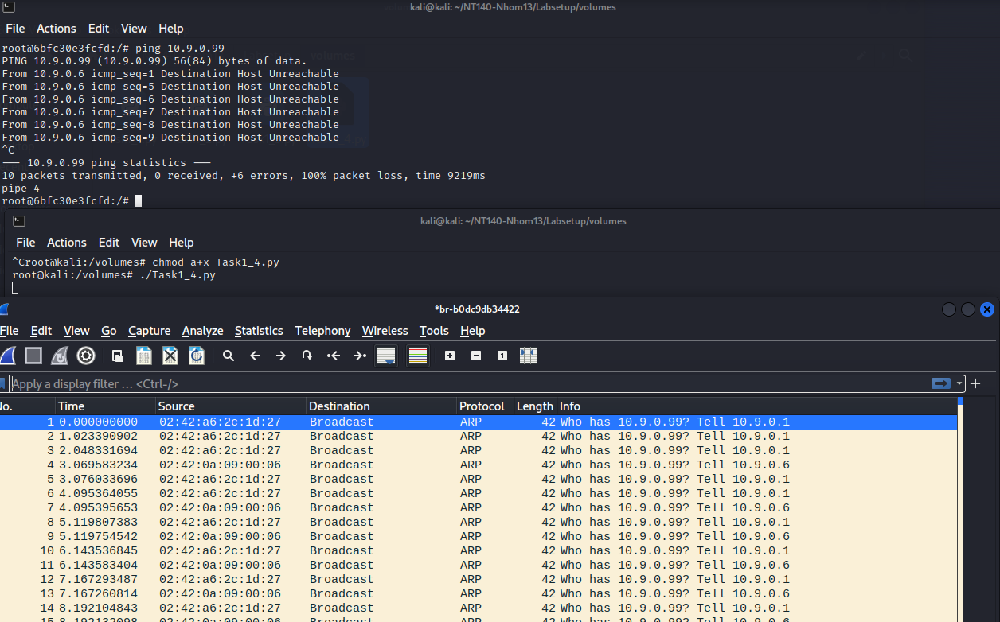 kali@kali: ~/NT140-Nhom13/Labsetup/volumes
File Actions Edit View Help
root@6bfc30e3fcfd:/# ping 10.9.0.99
PING 10.9.0.99 (10.9.0.99) 56(84) bytes of data.
From 10.9.0.6 icmp_seq=1 Destination Host Unreachable
From 10.9.0.6 icmp_seq=5 Destination Host Unreachable
From 10.9.0.6 icmp_seq=6 Destination Host Unreachable
From 10.9.0.6 icmp_seq=7 Destination Host Unreachable
From 10.9.0.6 icmp_seq=8 Destination Host Unreachable
From 10.9.0.6 icmp_seq=9 Destination Host Unreachable
^C
--- 10.9.0.99 ping statistics ---
10 packets transmitted, 0 received, +6 errors, 100% packet loss, time 9219ms
pipe 4
root@6bfc30e3fcfd:/#
kali@kali: ~/NT140-Nhom13/Labsetup/volumes
File Actions Edit View Help
^Croot@kali:/volumes# chmod a+x Task1_4.py
root@kali:/volumes# ./Task1_4.py
*br-b0dc9db34422
File Edit View Go Capture Analyze Statistics Telephony Wireless Tools Help
Apply a display filter … <Ctrl-/>
No. Time Source Destination Protocol Length Info
1 0.000000000 02:42:a6:2c:1d:27 Broadcast ARP 42 Who has 10.9.0.99? Tell 10.9.0.1
2 1.023390902 02:42:a6:2c:1d:27 Broadcast ARP 42 Who has 10.9.0.99? Tell 10.9.0.1
3 2.048331694 02:42:a6:2c:1d:27 Broadcast ARP 42 Who has 10.9.0.99? Tell 10.9.0.1
4 3.069583234 02:42:0a:09:00:06 Broadcast ARP 42 Who has 10.9.0.99? Tell 10.9.0.6
5 3.076033696 02:42:a6:2c:1d:27 Broadcast ARP 42 Who has 10.9.0.99? Tell 10.9.0.1
6 4.095364055 02:42:a6:2c:1d:27 Broadcast ARP 42 Who has 10.9.0.99? Tell 10.9.0.1
7 4.095395653 02:42:0a:09:00:06 Broadcast ARP 42 Who has 10.9.0.99? Tell 10.9.0.6
8 5.119807383 02:42:a6:2c:1d:27 Broadcast ARP 42 Who has 10.9.0.99? Tell 10.9.0.1
9 5.119754542 02:42:0a:09:00:06 Broadcast ARP 42 Who has 10.9.0.99? Tell 10.9.0.6
10 6.143536845 02:42:a6:2c:1d:27 Broadcast ARP 42 Who has 10.9.0.99? Tell 10.9.0.1
11 6.143583404 02:42:0a:09:00:06 Broadcast ARP 42 Who has 10.9.0.99? Tell 10.9.0.6
12 7.167293487 02:42:a6:2c:1d:27 Broadcast ARP 42 Who has 10.9.0.99? Tell 10.9.0.1
13 7.167260814 02:42:0a:09:00:06 Broadcast ARP 42 Who has 10.9.0.99? Tell 10.9.0.6
14 8.192104843 02:42:a6:2c:1d:27 Broadcast ARP 42 Who has 10.9.0.99? Tell 10.9.0.1
15 8.192132098 02:42:0a:09:00:06 Broadcast ARP 42 Who has 10.9.0.99? Tell 10.9.0.6